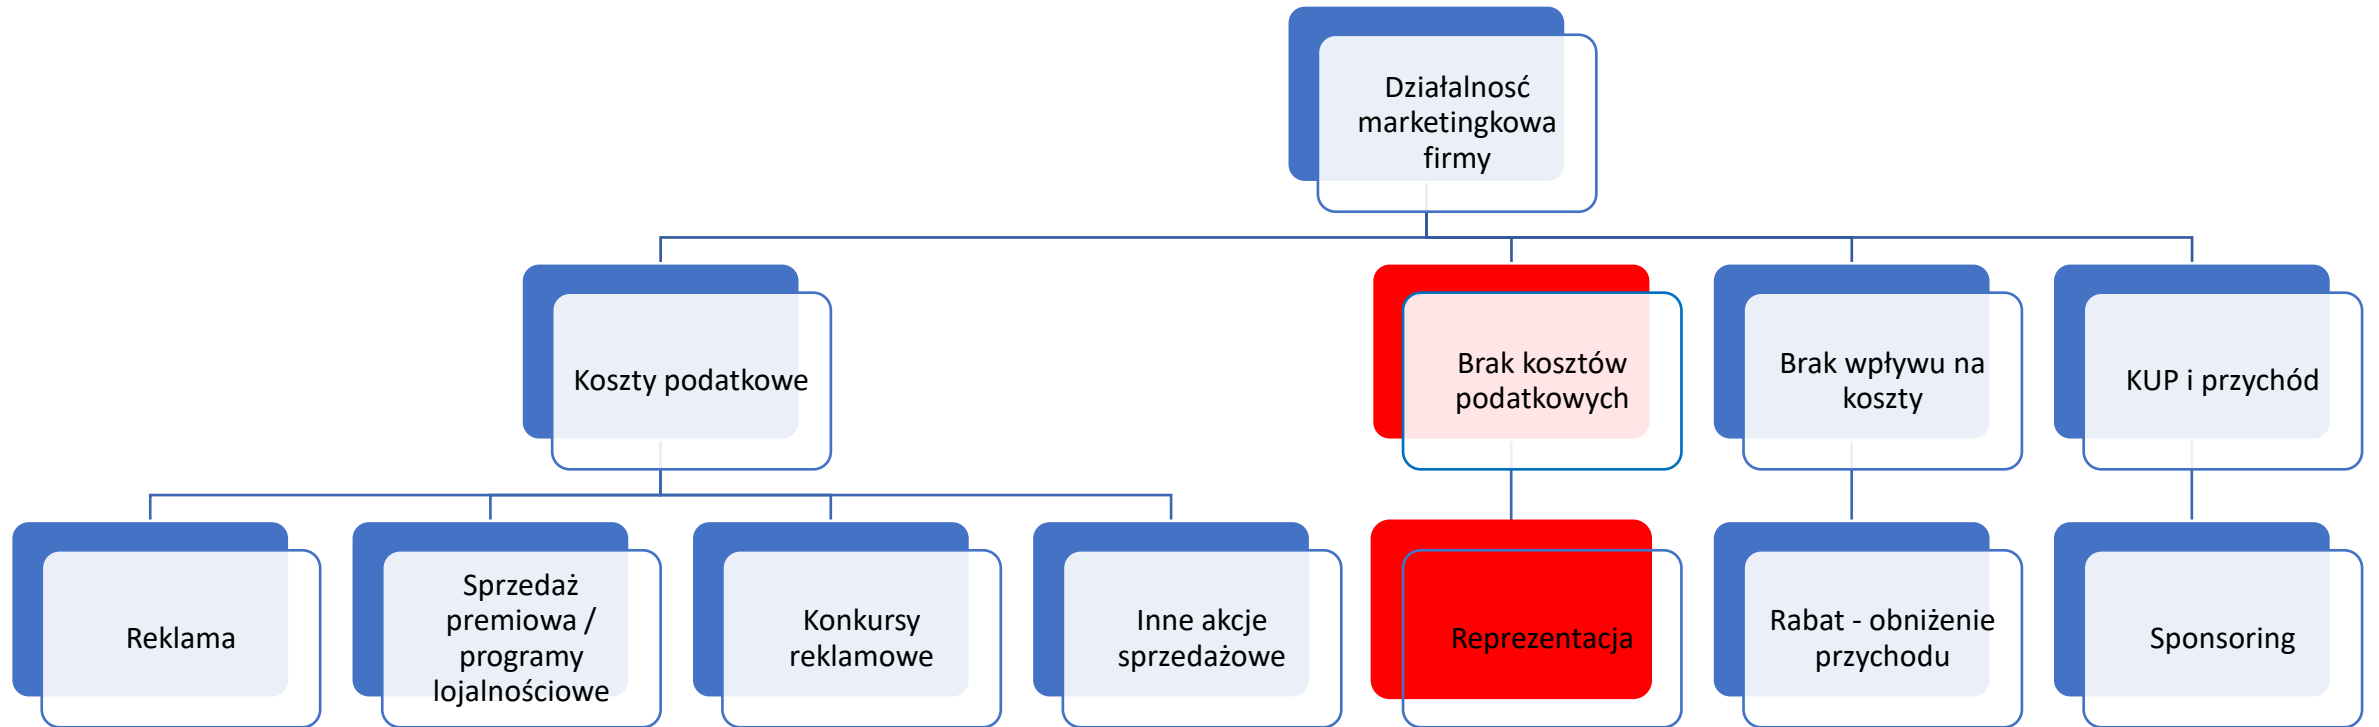 Działalnosć
marketingkowa
firmy
Koszty podatkowe
Brak kosztów
podatkowych
Brak wpływu na
koszty
KUP i przychód
Reklama
Sprzedaż
premiowa /
programy
lojalnościowe
Konkursy
reklamowe
Inne akcje
sprzedażowe
Reprezentacja
Rabat - obniżenie
przychodu
Sponsoring